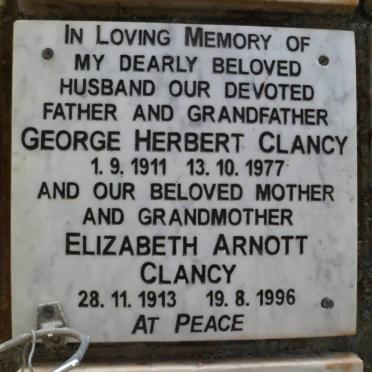 IN LOVING MEMORY OF
MY DEARLY BELOVED
HUSBAND OUR DEVOTED
FATHER AND GRANDFATHER
GEORGE HERBERT CLANCY
1. 9. 1911 13. 10. 1977
AND OUR BELOVED MOTHER
AND GRANDMOTHER
ELIZABETH ARNOTT
CLANCY
28. 11. 1913 19. 8. 1996
AT PEACE